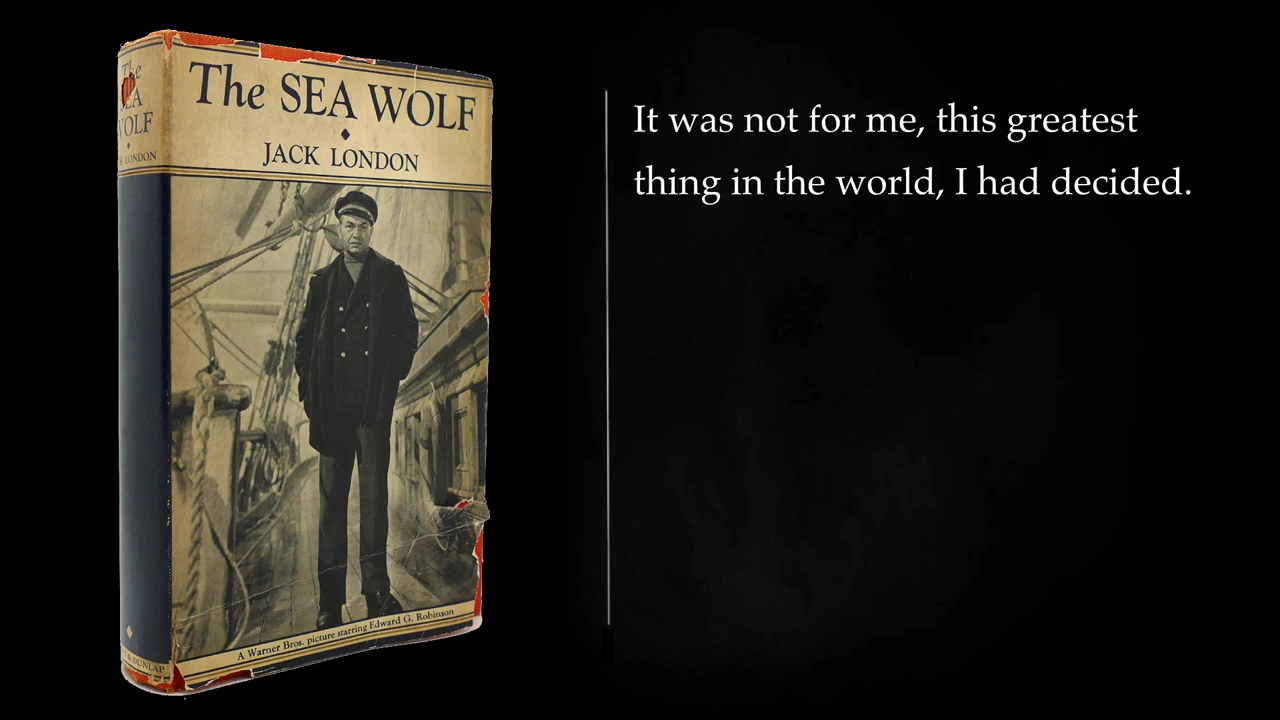 The SEA WOLF
JACK LONDON
A Warner Bros. picture starring Edward G. Robinson
The
SEA
WOLF
LONDON
DUNLAP
It was not for me, this greatest
thing in the world, I had decided.